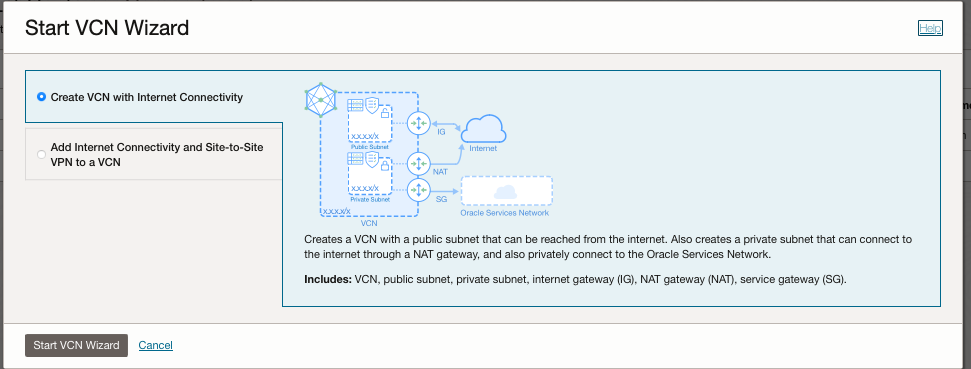 Start VCN Wizard
Help
Create VCN with Internet Connectivity
Add Internet Connectivity and Site-to-Site
VPN to a VCN
X.X.X.X/X
Public Subnet
X.X.X.X/X
Private Subnet
X.X.X.X/X
VCN
IG
Internet
NAT
SG
Oracle Services Network
Creates a VCN with a public subnet that can be reached from the internet. Also creates a private subnet that can connect to
the internet through a NAT gateway, and also privately connect to the Oracle Services Network.
Includes: VCN, public subnet, private subnet, internet gateway (IG), NAT gateway (NAT), service gateway (SG).
Start VCN Wizard
Cancel